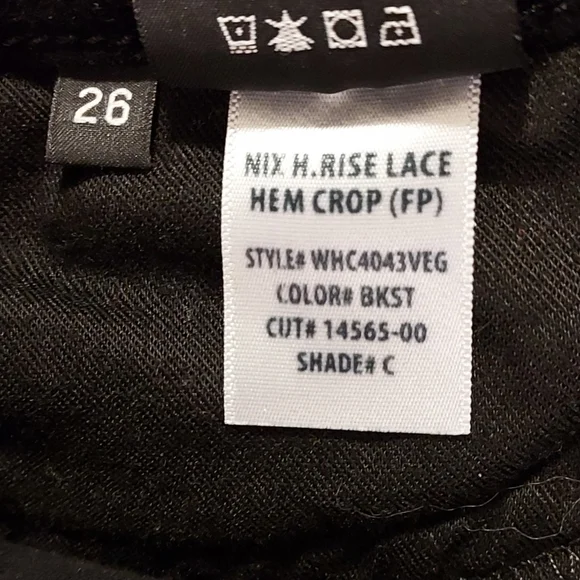 26
NIX H.RISE LACE
HEM CROP (FP)
STYLE# WHC4043VEG
COLOR# BKST
CUT# 14565-00
SHADE# C